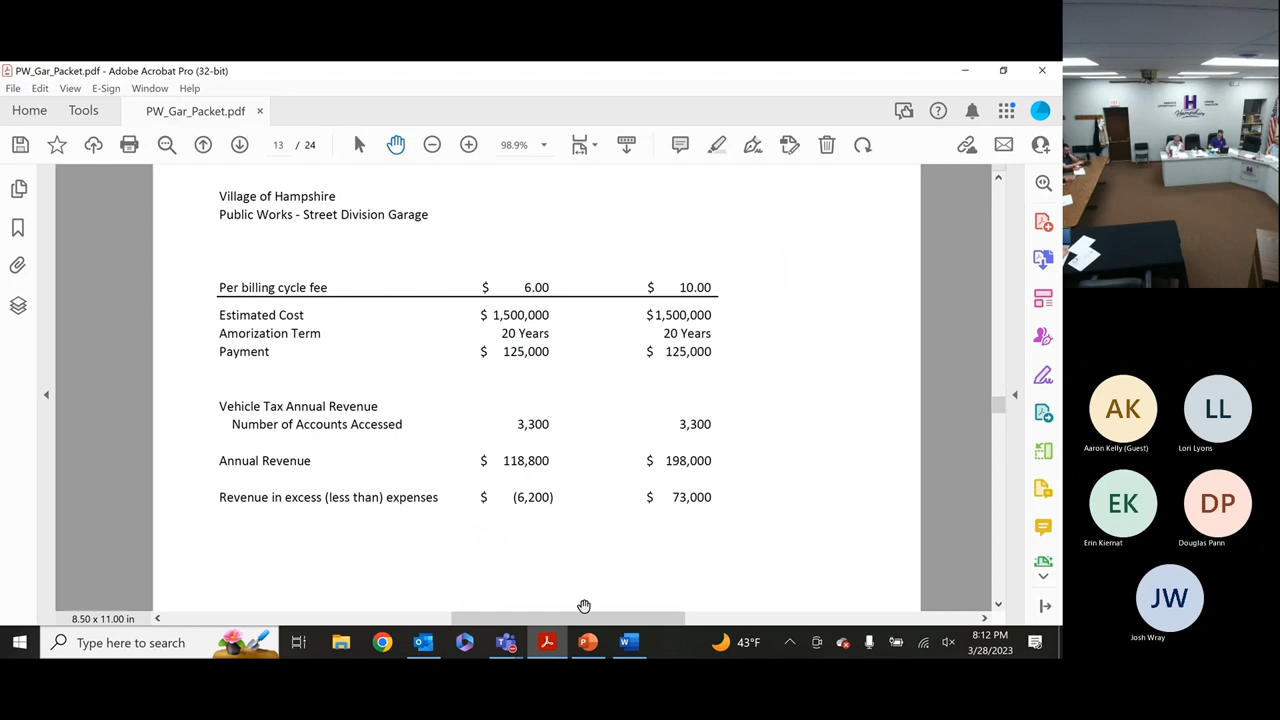 PW_Gar_Packet.pdf - Adobe Acrobat Pro (32-bit)
File Edit View E-Sign Window Help
Home Tools PW_Gar_Packet.pdf ×
13 / 24 98.9%
Village of Hampshire
Public Works - Street Division Garage
Per billing cycle fee $ 6.00 $ 10.00
Estimated Cost $ 1,500,000 $1,500,000
Amorization Term 20 Years 20 Years
Payment $ 125,000 $ 125,000
Vehicle Tax Annual Revenue
Number of Accounts Accessed 3,300 3,300
Annual Revenue $ 118,800 $ 198,000
Revenue in excess (less than) expenses $ (6,200) $ 73,000
8.50 x 11.00 in
Type here to search
43°F
8:12 PM
3/28/2023
H
Hampshire
AK
Aaron Kelly (Guest)
LL
Lori Lyons
EK
Erin Kiernat
DP
Douglas Pann
JW
Josh Wray